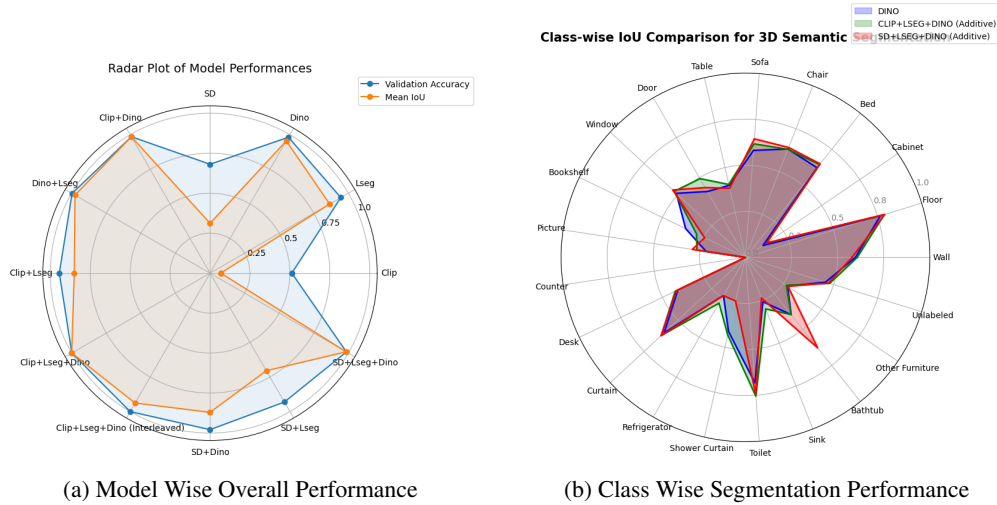 Radar Plot of Model Performances
Validation Accuracy
Mean IoU
SD
Clip+Dino
Dino
Dino+Lseg
Lseg
1.0
0.75
0.5
0.25
Clip+Lseg
Clip
Clip+Lseg+Dino
SD+Lseg+Dino
Clip+Lseg+Dino (Interleaved)
SD+Lseg
SD+Dino
(a) Model Wise Overall Performance
DINO
CLIP+LSEG+DINO (Additive)
SD+LSEG+DINO (Additive)
Class-wise IoU Comparison for 3D Semantic
Sofa
Table
Chair
Door
Bed
Window
Cabinet
Bookshelf
1.0
0.8
Floor
0.5
Picture
Wall
Counter
Unlabeled
Desk
Other Furniture
Curtain
Bathtub
Refrigerator
Sink
Shower Curtain
Toilet
(b) Class Wise Segmentation Performance